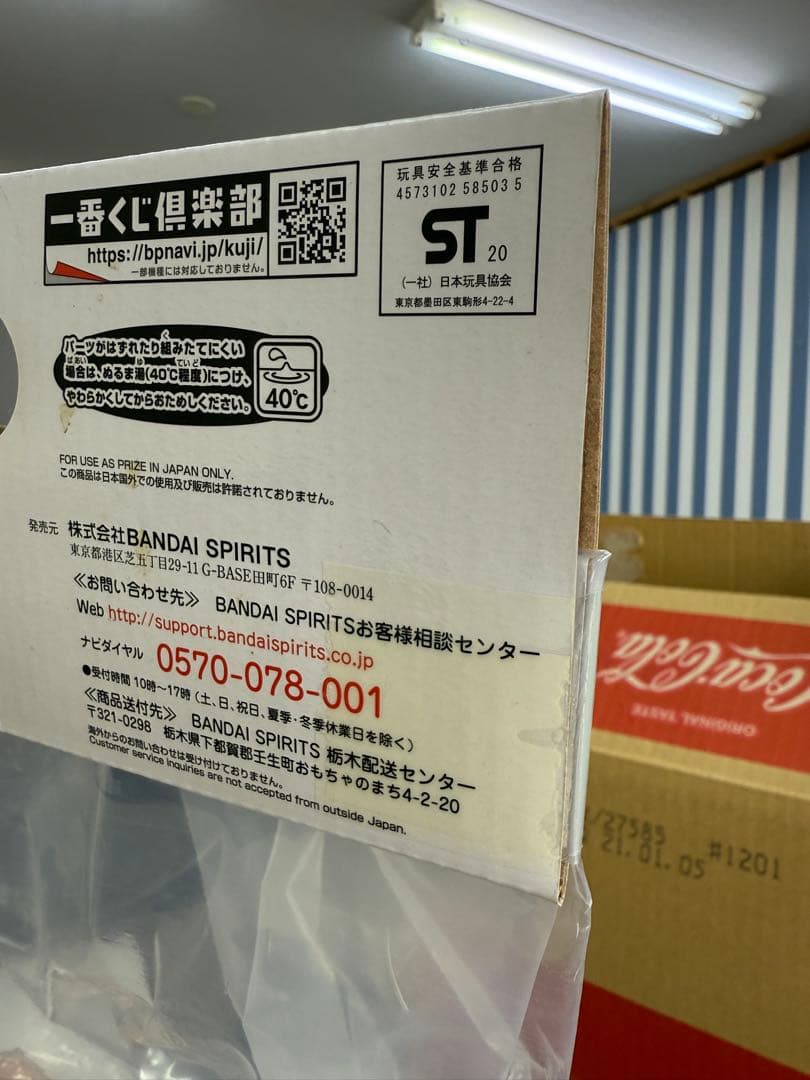 一番くじ倶楽部
https://bpnavi.jp/kuji/
一部機種には対応しておりません。
玩具安全基準合格
4573102 58503 5
ST 20
(一社)日本玩具協会
東京都墨田区東駒形4-22-4
パーツがはずれたり組みたてにくい
場合は、ぬるま湯(40℃程度)につけ、
やわらかくしてからおためしください。
40℃
FOR USE AS PRIZE IN JAPAN ONLY.
この商品は日本国外での使用及び販売は許諾されておりません。
発売元 株式会社BANDAI SPIRITS
東京都港区芝五丁目29-11 G-BASE田町6F 〒108-0014
≪お問い合わせ先≫ BANDAI SPIRITSお客様相談センター
Web http://support.bandaispirits.co.jp
ナビダイヤル 0570-078-001
●受付時間 10時〜17時(土、日、祝日、夏季・冬季休業日を除く)
≪商品送付先≫ BANDAI SPIRITS 栃木配送センター
〒321-0298 栃木県下都賀郡壬生町おもちゃのまち4-2-20
海外からのお問い合わせは受け付けておりません。
Customer service inquiries are not accepted from outside Japan.
Coca-Cola
ORIGINAL TASTE
/27585
21.01.05 #1201